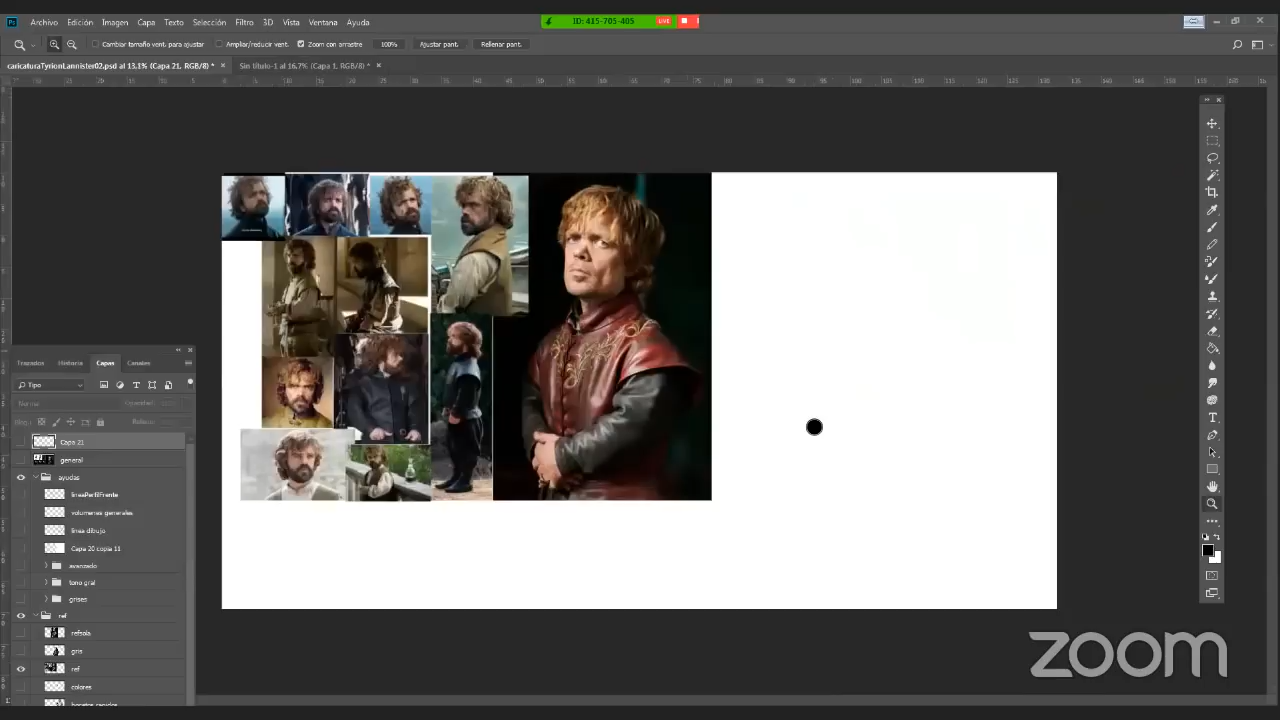 Archivo Edición Imagen Capa Texto Selección Filtro 3D Vista Ventana Ayuda
ID: 415-705-405 LIVE
Cambiar tamaño vent. para ajustar Ampliar/reducir vent. Zoom con arrastre 100% Ajustar pant. Rellenar pant.
caricaturaTyrionLannister02.psd al 13,1% (Capa 21, RGB/8) * Sin título-1 al 16,7% (Capa 1, RGB/8) *
Trazados Historia Capas Canales
Tipo
Normal
Capa 21
general
ayudas
lineaPerfilFrente
volumenes generales
linea dibujo
Capa 20 copia 11
avanzado
tono gral
grises
ref
refsola
gris
ref
colores
zoom